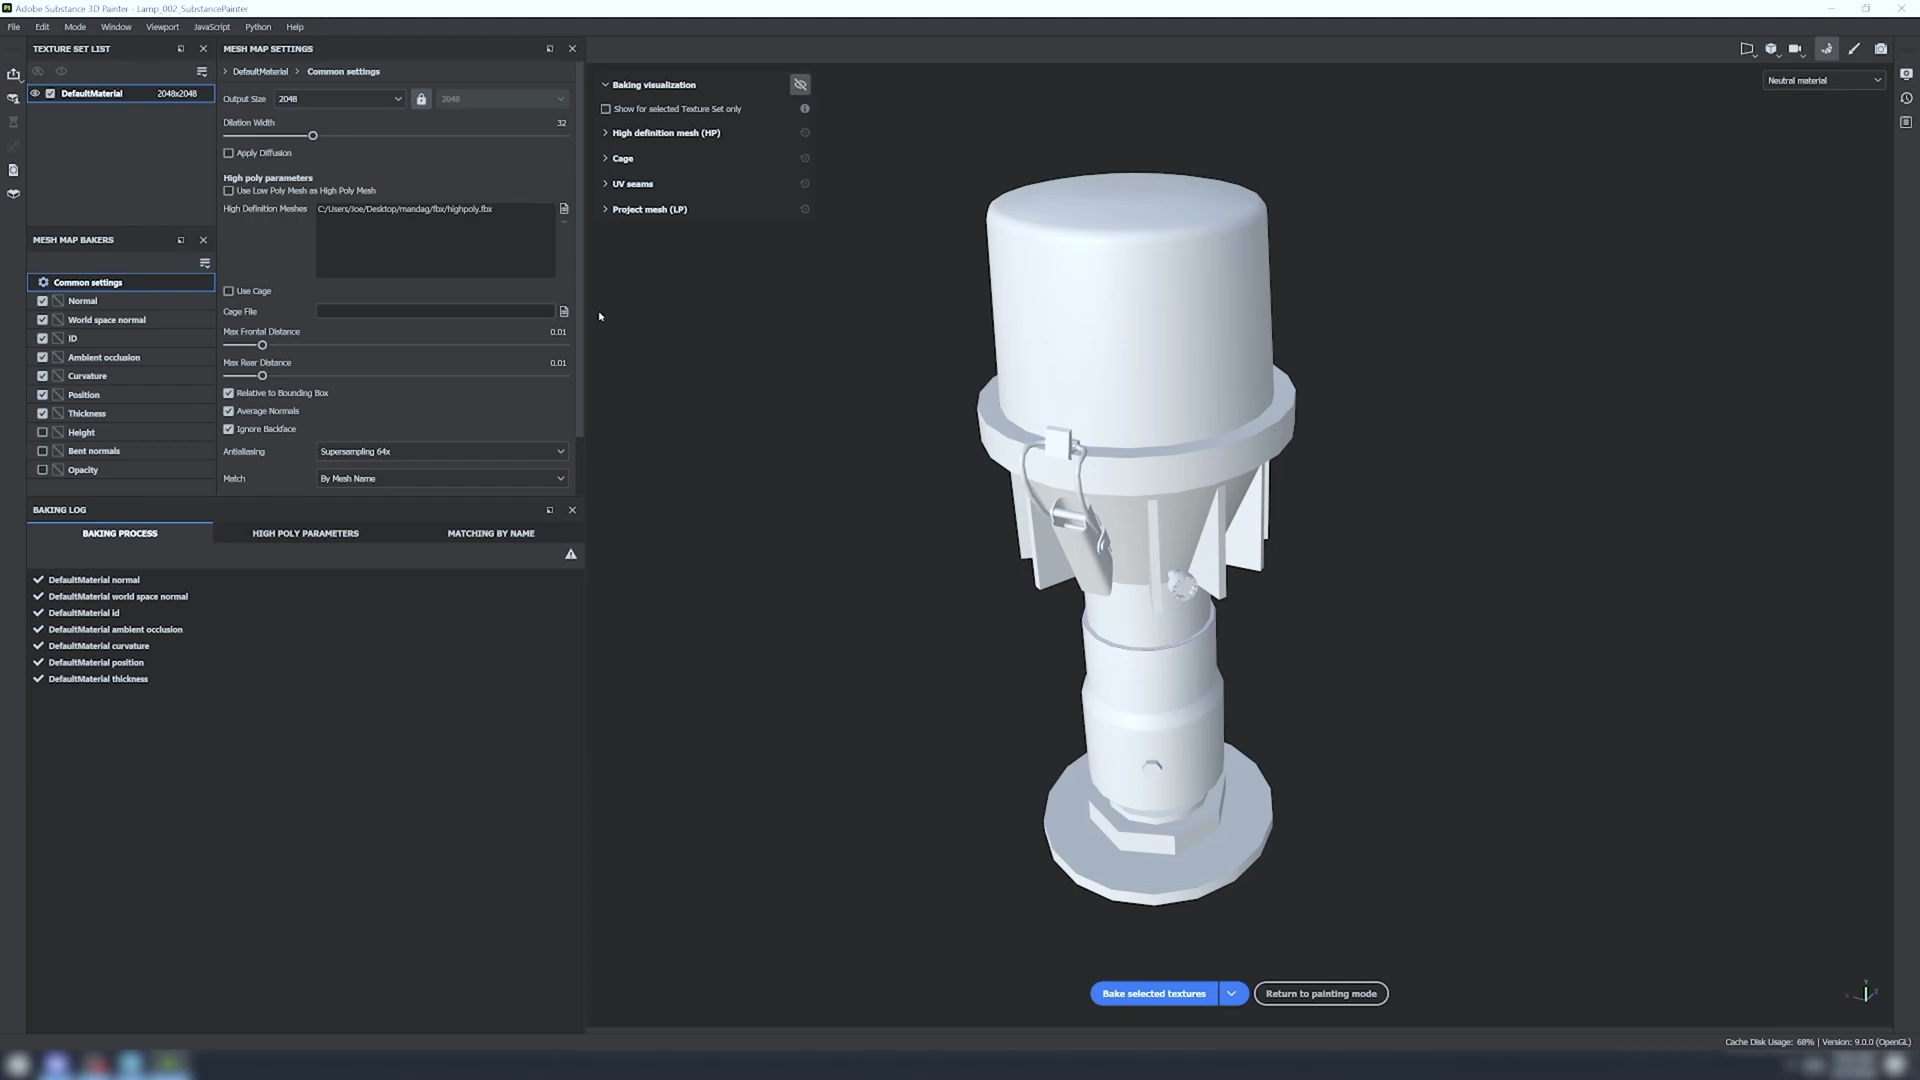 Adobe Substance 3D Painter - Lamp_002_SubstancePainter
File Edit Mode Window Viewport JavaScript Python Help
TEXTURE SET LIST
DefaultMaterial 2048x2048
MESH MAP BAKERS
Common settings
Normal
World space normal
ID
Ambient occlusion
Curvature
Position
Thickness
Height
Bent normals
Opacity
MESH MAP SETTINGS
DefaultMaterial > Common settings
Output Size 2048 2048
Dilation Width 32
Apply Diffusion
High poly parameters
Use Low Poly Mesh as High Poly Mesh
High Definition Meshes C:/Users/Joe/Desktop/mandag/fbx/highpoly.fbx
Use Cage
Cage File
Max Frontal Distance 0.01
Max Rear Distance 0.01
Relative to Bounding Box
Average Normals
Ignore Backface
Antialiasing Supersampling 64x
Match By Mesh Name
BAKING LOG
BAKING PROCESS HIGH POLY PARAMETERS MATCHING BY NAME
DefaultMaterial normal
DefaultMaterial world space normal
DefaultMaterial id
DefaultMaterial ambient occlusion
DefaultMaterial curvature
DefaultMaterial position
DefaultMaterial thickness
Baking visualization
Show for selected Texture Set only
High definition mesh (HP)
Cage
UV seams
Project mesh (LP)
Neutral material
Bake selected textures
Return to painting mode
Cache Disk Usage: 68% | Version: 9.0.0 (OpenGL)